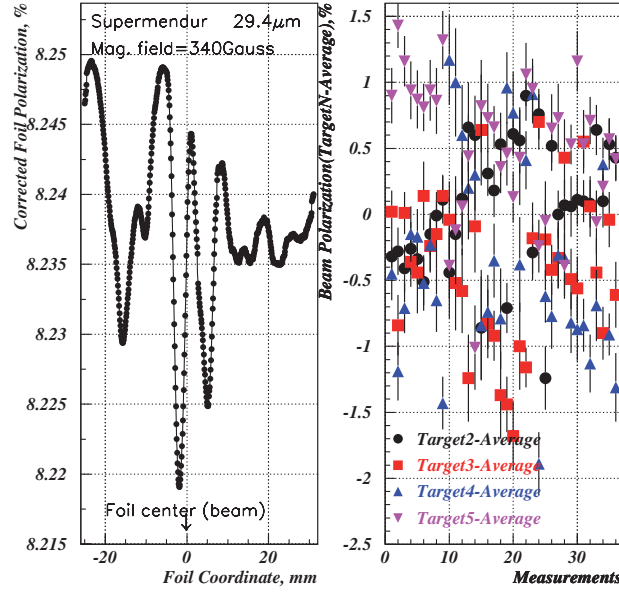 Supermendur 29.4μm
Mag. field=340Gauss
Corrected Foil Polarization, %
8.25
8.245
8.24
8.235
8.23
8.225
8.22
8.215
Foil center (beam)
-20
0
20
Foil Coordinate, mm
Beam Polarization(TargetN-Average), %
1.5
1
0.5
0
-0.5
-1
-1.5
-2
-2.5
Target2-Average
Target3-Average
Target4-Average
Target5-Average
0
10
20
30
Measurements